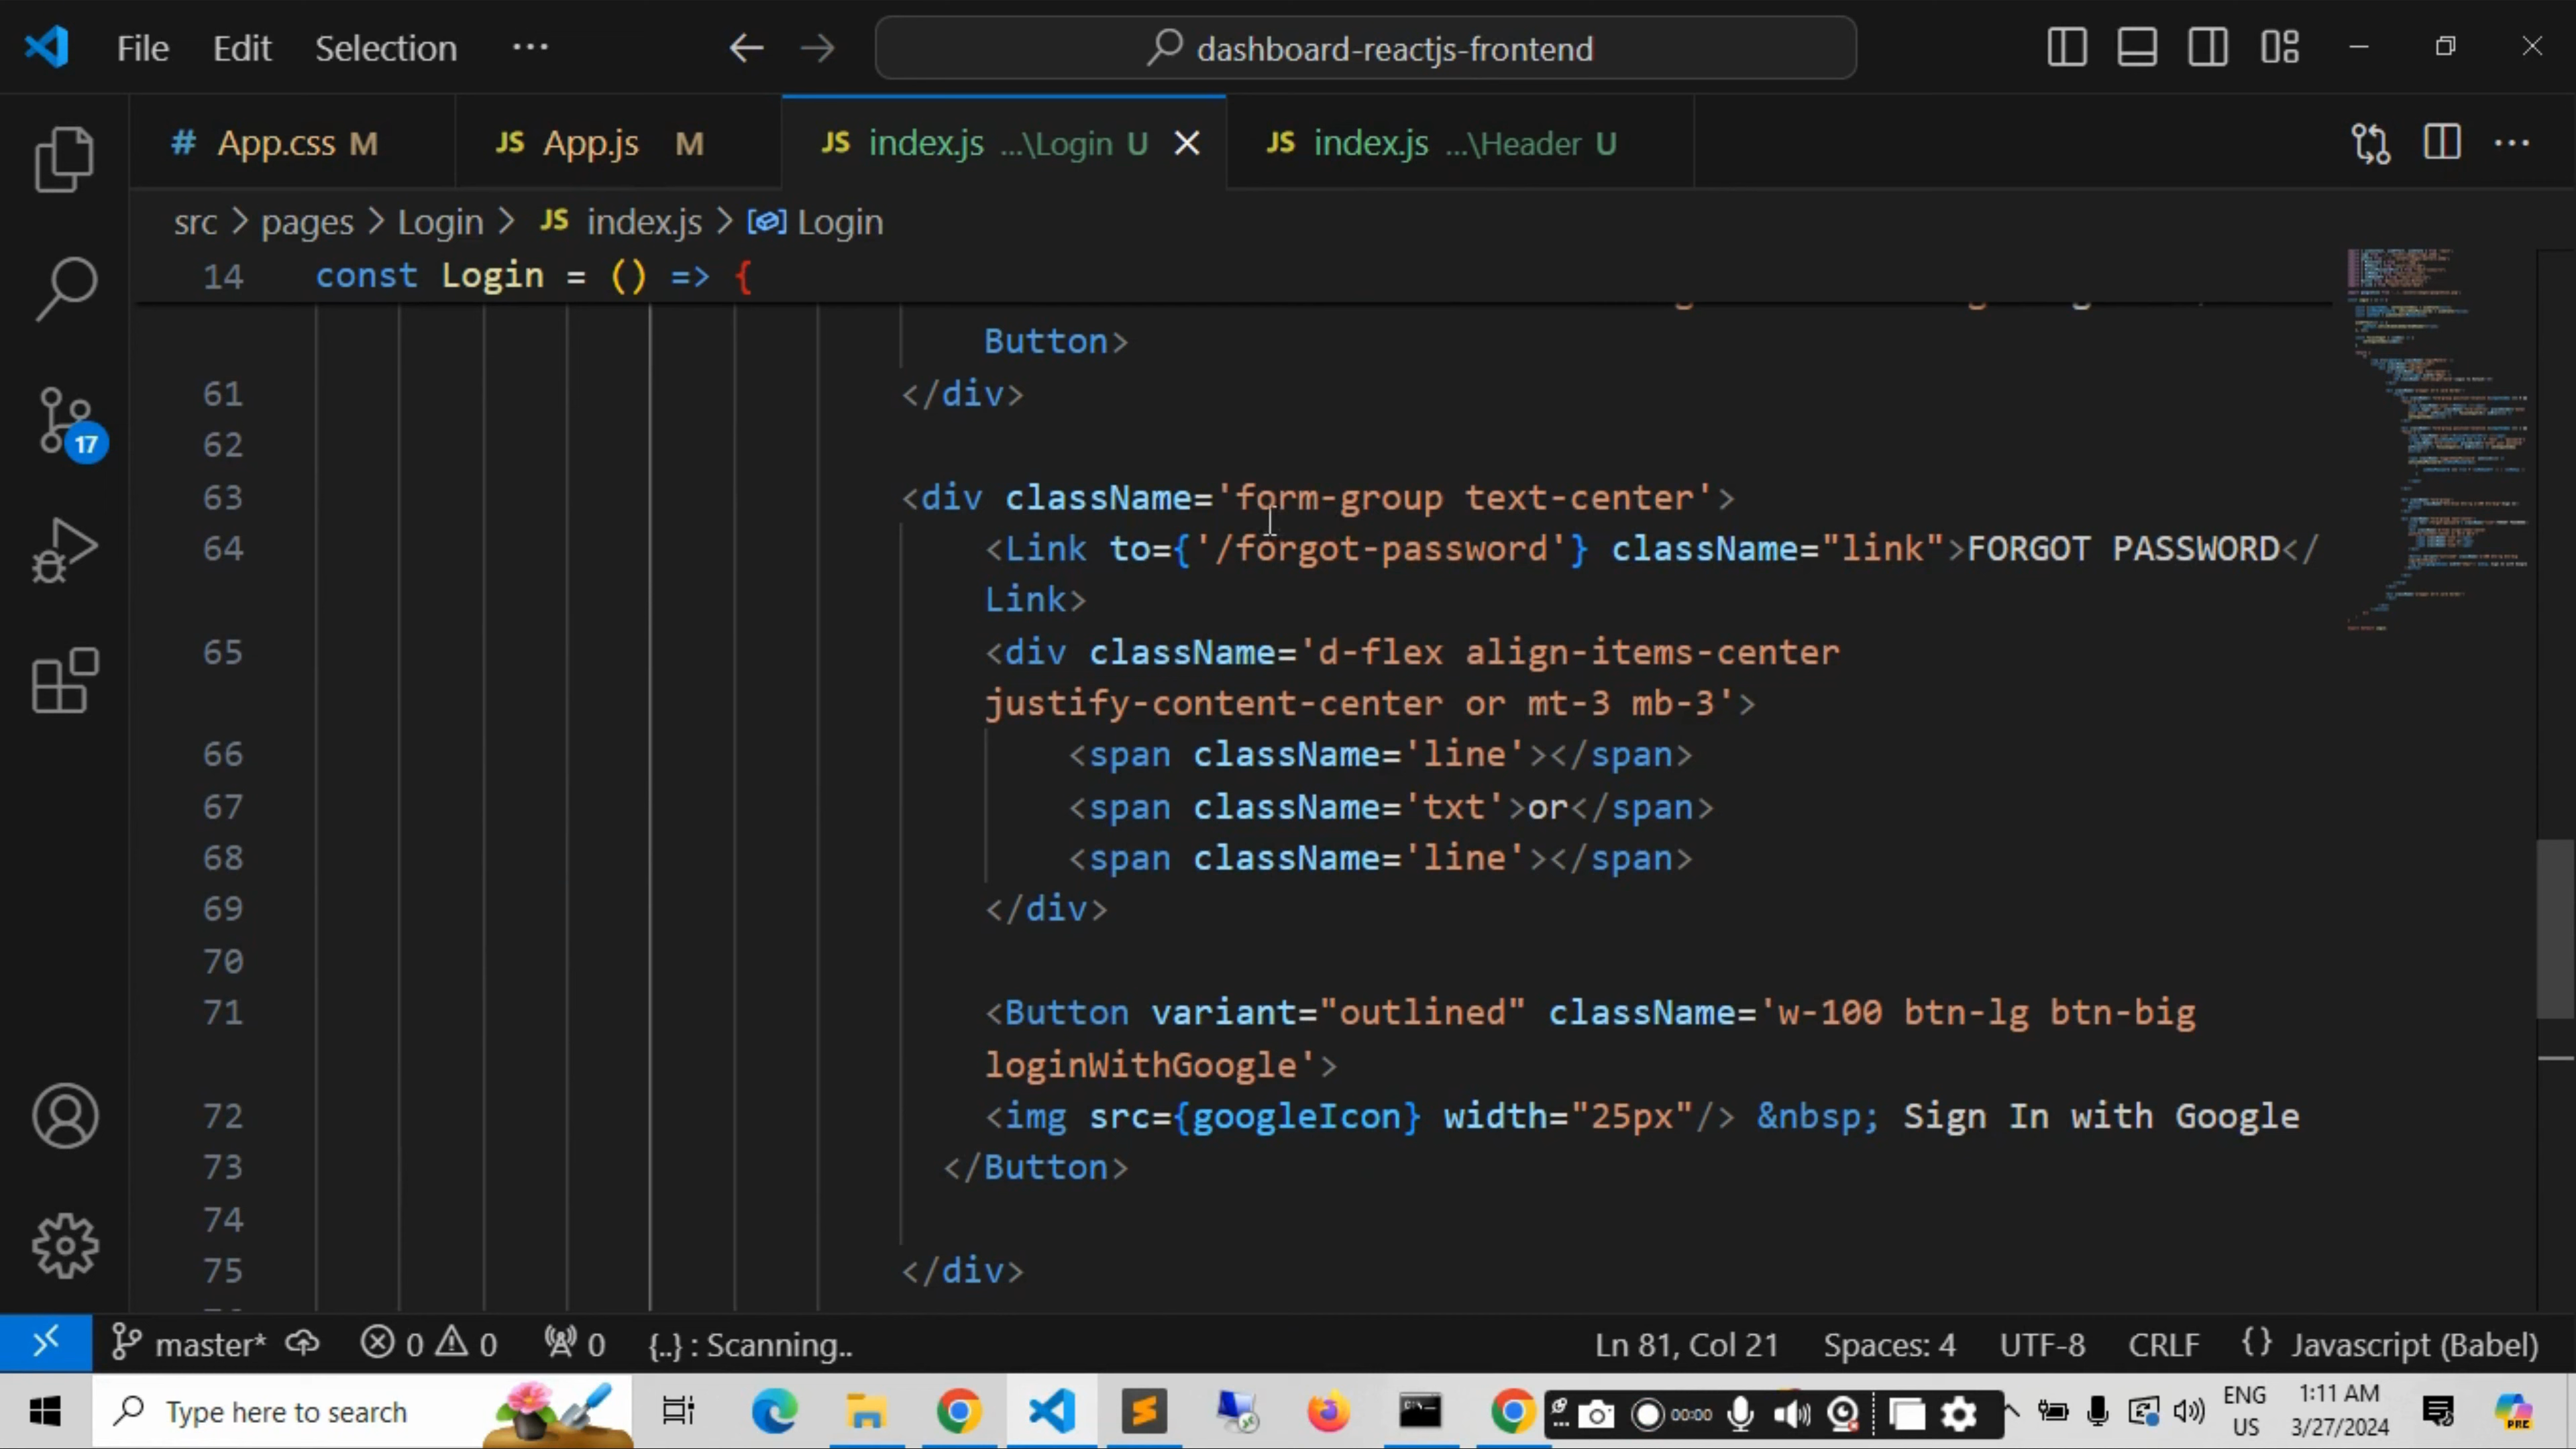 File Edit Selection ··· dashboard-reactjs-frontend
# App.css M JS App.js M JS index.js ...\Login U JS index.js ...\Header U
src > pages > Login > JS index.js > Login
14 const Login = () => {
Button>
61 </div>
62
63 <div className='form-group text-center'>
64 <Link to={'/forgot-password'} className="link">FORGOT PASSWORD</
Link>
65 <div className='d-flex align-items-center
justify-content-center or mt-3 mb-3'>
66 <span className='line'></span>
67 <span className='txt'>or</span>
68 <span className='line'></span>
69 </div>
70
71 <Button variant="outlined" className='w-100 btn-lg btn-big
loginWithGoogle'>
72 <img src={googleIcon} width="25px"/> &nbsp; Sign In with Google
73 </Button>
74
75 </div>
17
master* 0 0 0 {..} : Scanning.. Ln 81, Col 21 Spaces: 4 UTF-8 CRLF {} Javascript (Babel)
Type here to search 00:00 ENG 1:11 AM
US 3/27/2024 PRE